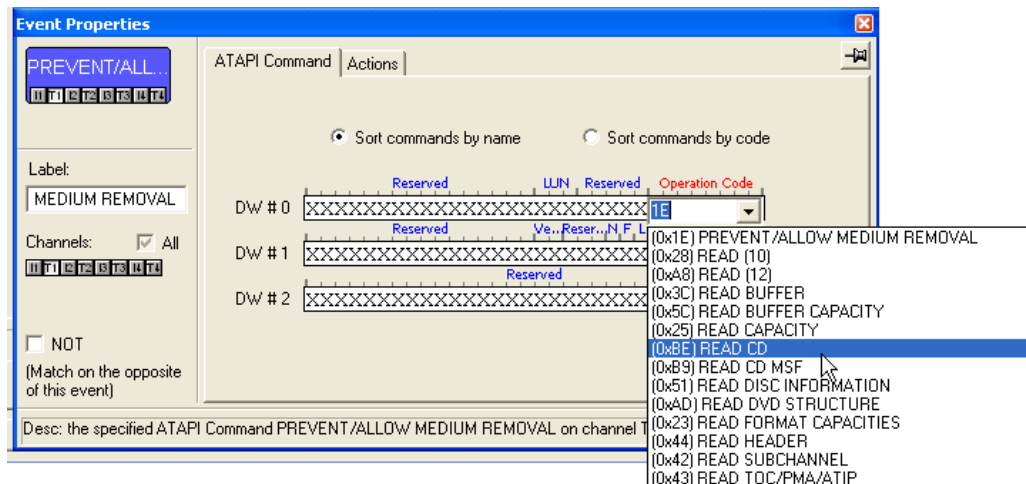 Event Properties
PREVENT/ALL...
I1 T1 I2 T2 I3 T3 I4 T4
ATAPI Command
Actions
Sort commands by name
Sort commands by code
Label:
MEDIUM REMOVAL
Channels:
All
I1 T1 I2 T2 I3 T3 I4 T4
NOT
(Match on the opposite
of this event)
Reserved LUN Reserved Operation Code
DW # 0 XXXXXXXXXXXXXXXXXXXXXXXX 1E
Reserved Ve.. Reser... N F L
DW # 1 XXXXXXXXXXXXXXXXXXXXXXXX
Reserved
DW # 2 XXXXXXXXXXXXXXXXXXXXXXXX
(0x1E) PREVENT/ALLOW MEDIUM REMOVAL
(0x28) READ (10)
(0xA8) READ (12)
(0x3C) READ BUFFER
(0x5C) READ BUFFER CAPACITY
(0x25) READ CAPACITY
(0xBE) READ CD
(0xB9) READ CD MSF
(0x51) READ DISC INFORMATION
(0xAD) READ DVD STRUCTURE
(0x23) READ FORMAT CAPACITIES
(0x44) READ HEADER
(0x42) READ SUBCHANNEL
(0x43) READ TOC/PMA/ATIP
Desc: the specified ATAPI Command PREVENT/ALLOW MEDIUM REMOVAL on channel T